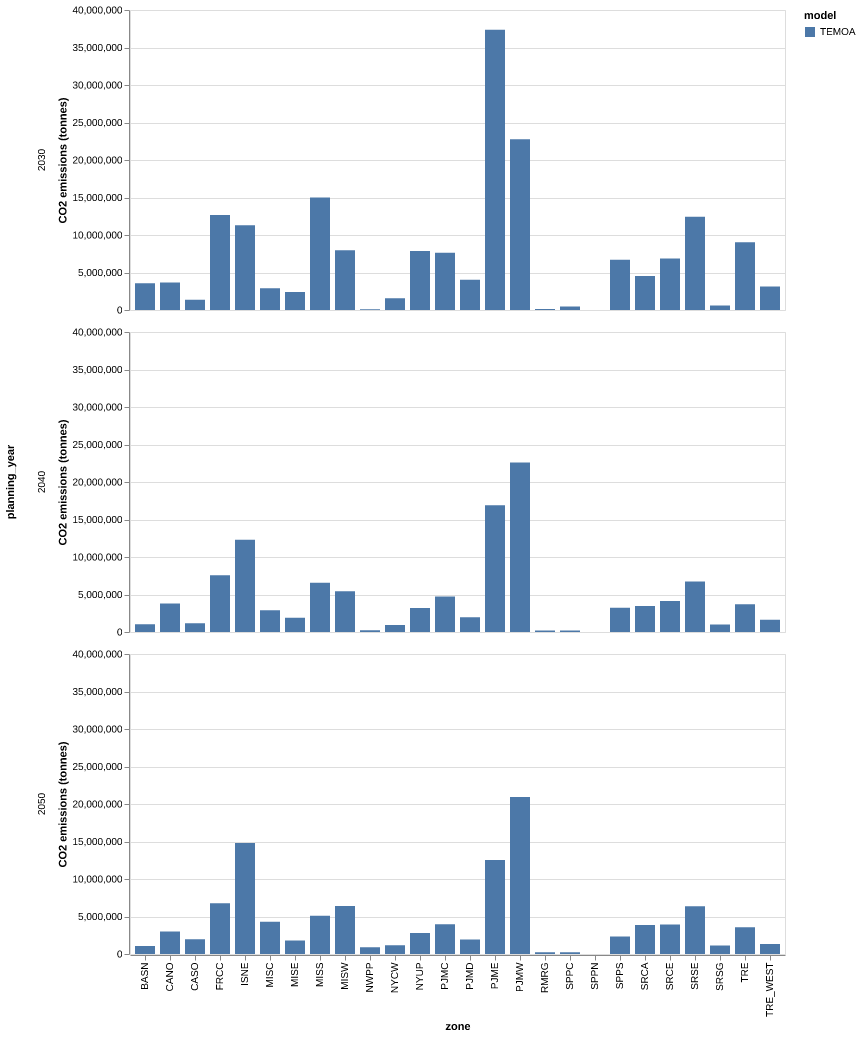 model
TEMOA
planning_year
2030
CO2 emissions (tonnes)
40,000,000
35,000,000
30,000,000
25,000,000
20,000,000
15,000,000
10,000,000
5,000,000
0
2040
CO2 emissions (tonnes)
40,000,000
35,000,000
30,000,000
25,000,000
20,000,000
15,000,000
10,000,000
5,000,000
0
2050
CO2 emissions (tonnes)
40,000,000
35,000,000
30,000,000
25,000,000
20,000,000
15,000,000
10,000,000
5,000,000
0
BASN
CANO
CASO
FRCC
ISNE
MISC
MISE
MISS
MISW
NWPP
NYCW
NYUP
PJMC
PJMD
PJME
PJMW
RMRG
SPPC
SPPN
SPPS
SRCA
SRCE
SRSE
SRSG
TRE
TRE_WEST
zone